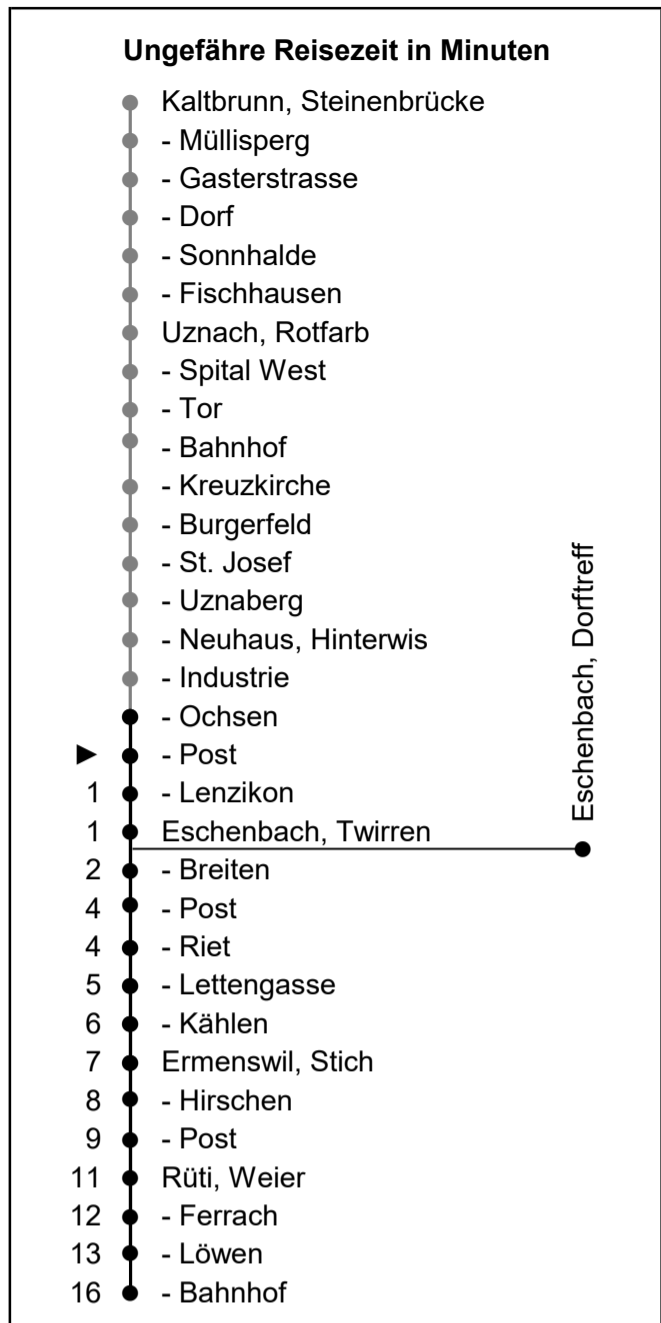 Ungefähre Reisezeit in Minuten
Kaltbrunn, Steinenbrücke
- Müllisperg
- Gasterstrasse
- Dorf
- Sonnhalde
- Fischhausen
Uznach, Rotfarb
- Spital West
- Tor
- Bahnhof
- Kreuzkirche
- Burgerfeld
- St. Josef
- Uznaberg
- Neuhaus, Hinterwis
- Industrie
- Ochsen
- Post
1 - Lenzikon
1 Eschenbach, Twirren
Eschenbach, Dorftreff
2 - Breiten
4 - Post
4 - Riet
5 - Lettengasse
6 - Kählen
7 Ermenswil, Stich
8 - Hirschen
9 - Post
11 Rüti, Weier
12 - Ferrach
13 - Löwen
16 - Bahnhof